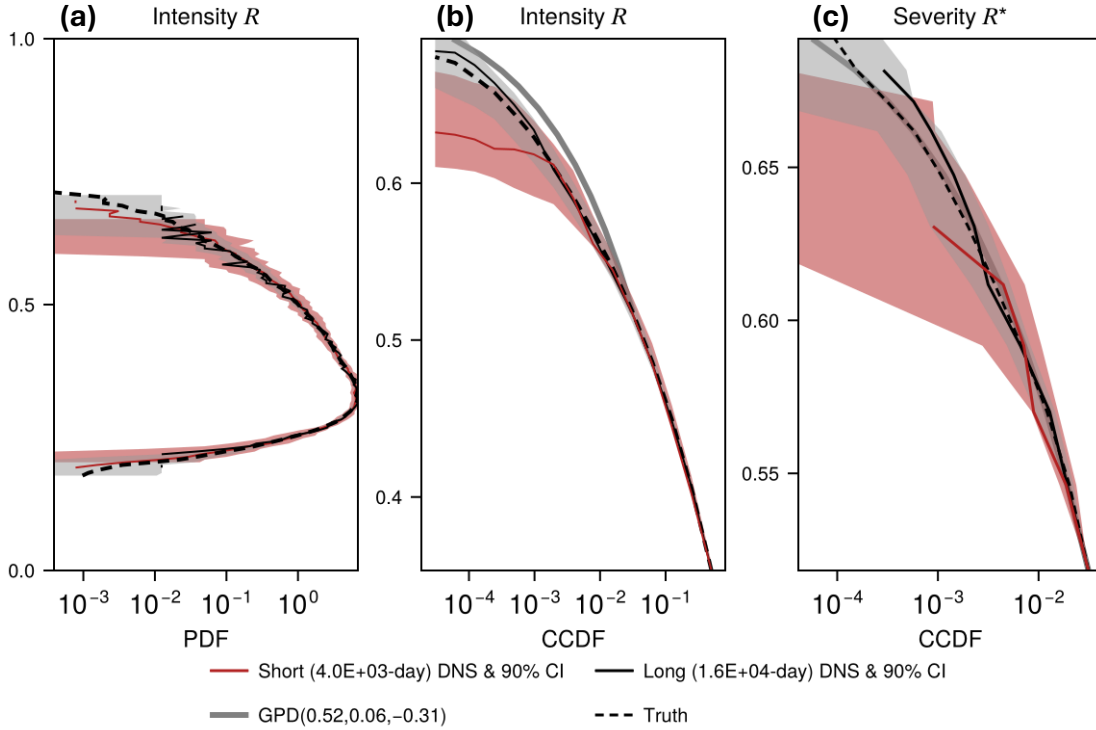 (a) Intensity R (b) Intensity R (c) Severity R*
1.0
0.5
0.0
10⁻³ 10⁻² 10⁻¹ 10⁰
PDF
0.6
0.5
0.4
10⁻⁴ 10⁻³ 10⁻² 10⁻¹
CCDF
0.65
0.60
0.55
10⁻⁴ 10⁻³ 10⁻²
CCDF
Short (4.0E+03-day) DNS & 90% CI
Long (1.6E+04-day) DNS & 90% CI
GPD(0.52,0.06,−0.31)
Truth